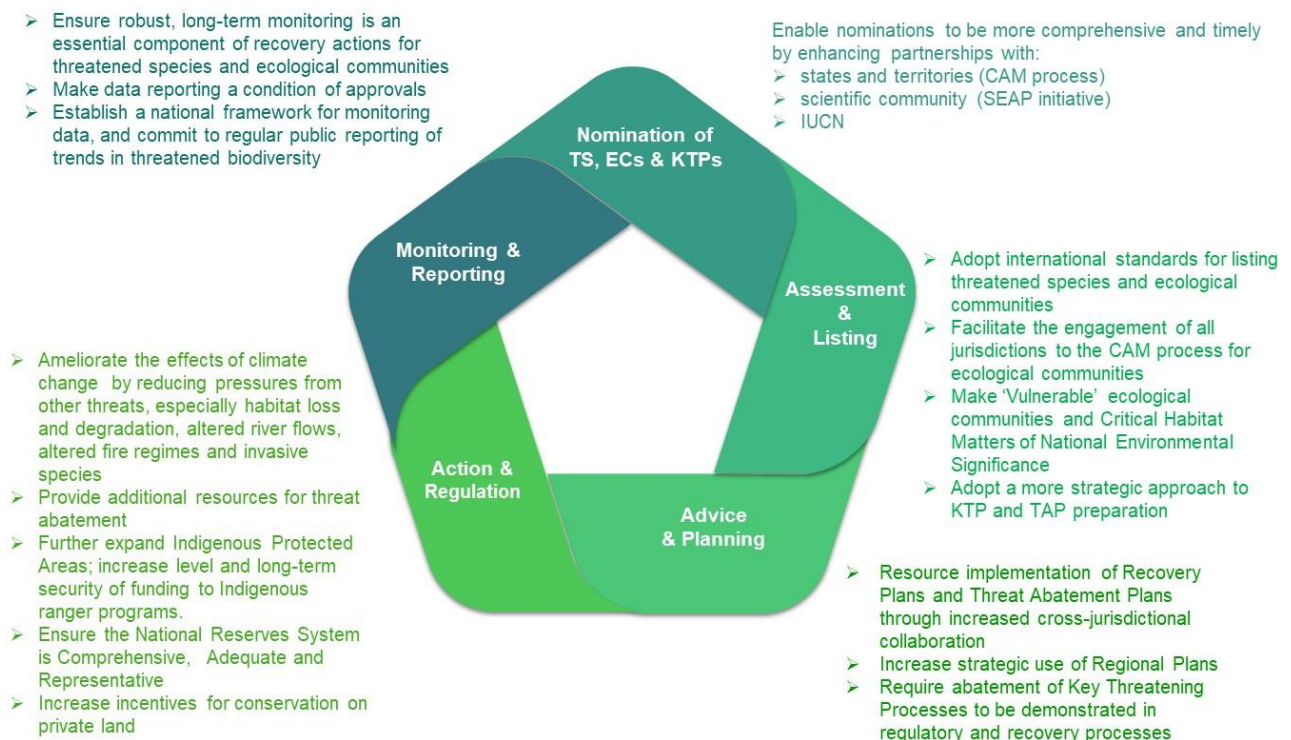 ➢ Ensure robust, long-term monitoring is an
essential component of recovery actions for
threatened species and ecological communities
➢ Make data reporting a condition of approvals
➢ Establish a national framework for monitoring
data, and commit to regular public reporting of
trends in threatened biodiversity
Enable nominations to be more comprehensive and timely
by enhancing partnerships with:
➢ states and territories (CAM process)
➢ scientific community (SEAP initiative)
➢ IUCN
Nomination of
TS, ECs & KTPs
Monitoring &
Reporting
Assessment
&
Listing
Action &
Regulation
Advice
& Planning
➢ Adopt international standards for listing
threatened species and ecological
communities
➢ Facilitate the engagement of all
jurisdictions to the CAM process for
ecological communities
➢ Make ‘Vulnerable’ ecological
communities and Critical Habitat
Matters of National Environmental
Significance
➢ Adopt a more strategic approach to
KTP and TAP preparation
➢ Ameliorate the effects of climate
change by reducing pressures from
other threats, especially habitat loss
and degradation, altered river flows,
altered fire regimes and invasive
species
➢ Provide additional resources for threat
abatement
➢ Further expand Indigenous Protected
Areas; increase level and long-term
security of funding to Indigenous
ranger programs.
➢ Ensure the National Reserves System
is Comprehensive, Adequate and
Representative
➢ Increase incentives for conservation on
private land
➢ Resource implementation of Recovery
Plans and Threat Abatement Plans
through increased cross-jurisdictional
collaboration
➢ Increase strategic use of Regional Plans
➢ Require abatement of Key Threatening
Processes to be demonstrated in
regulatory and recovery processes